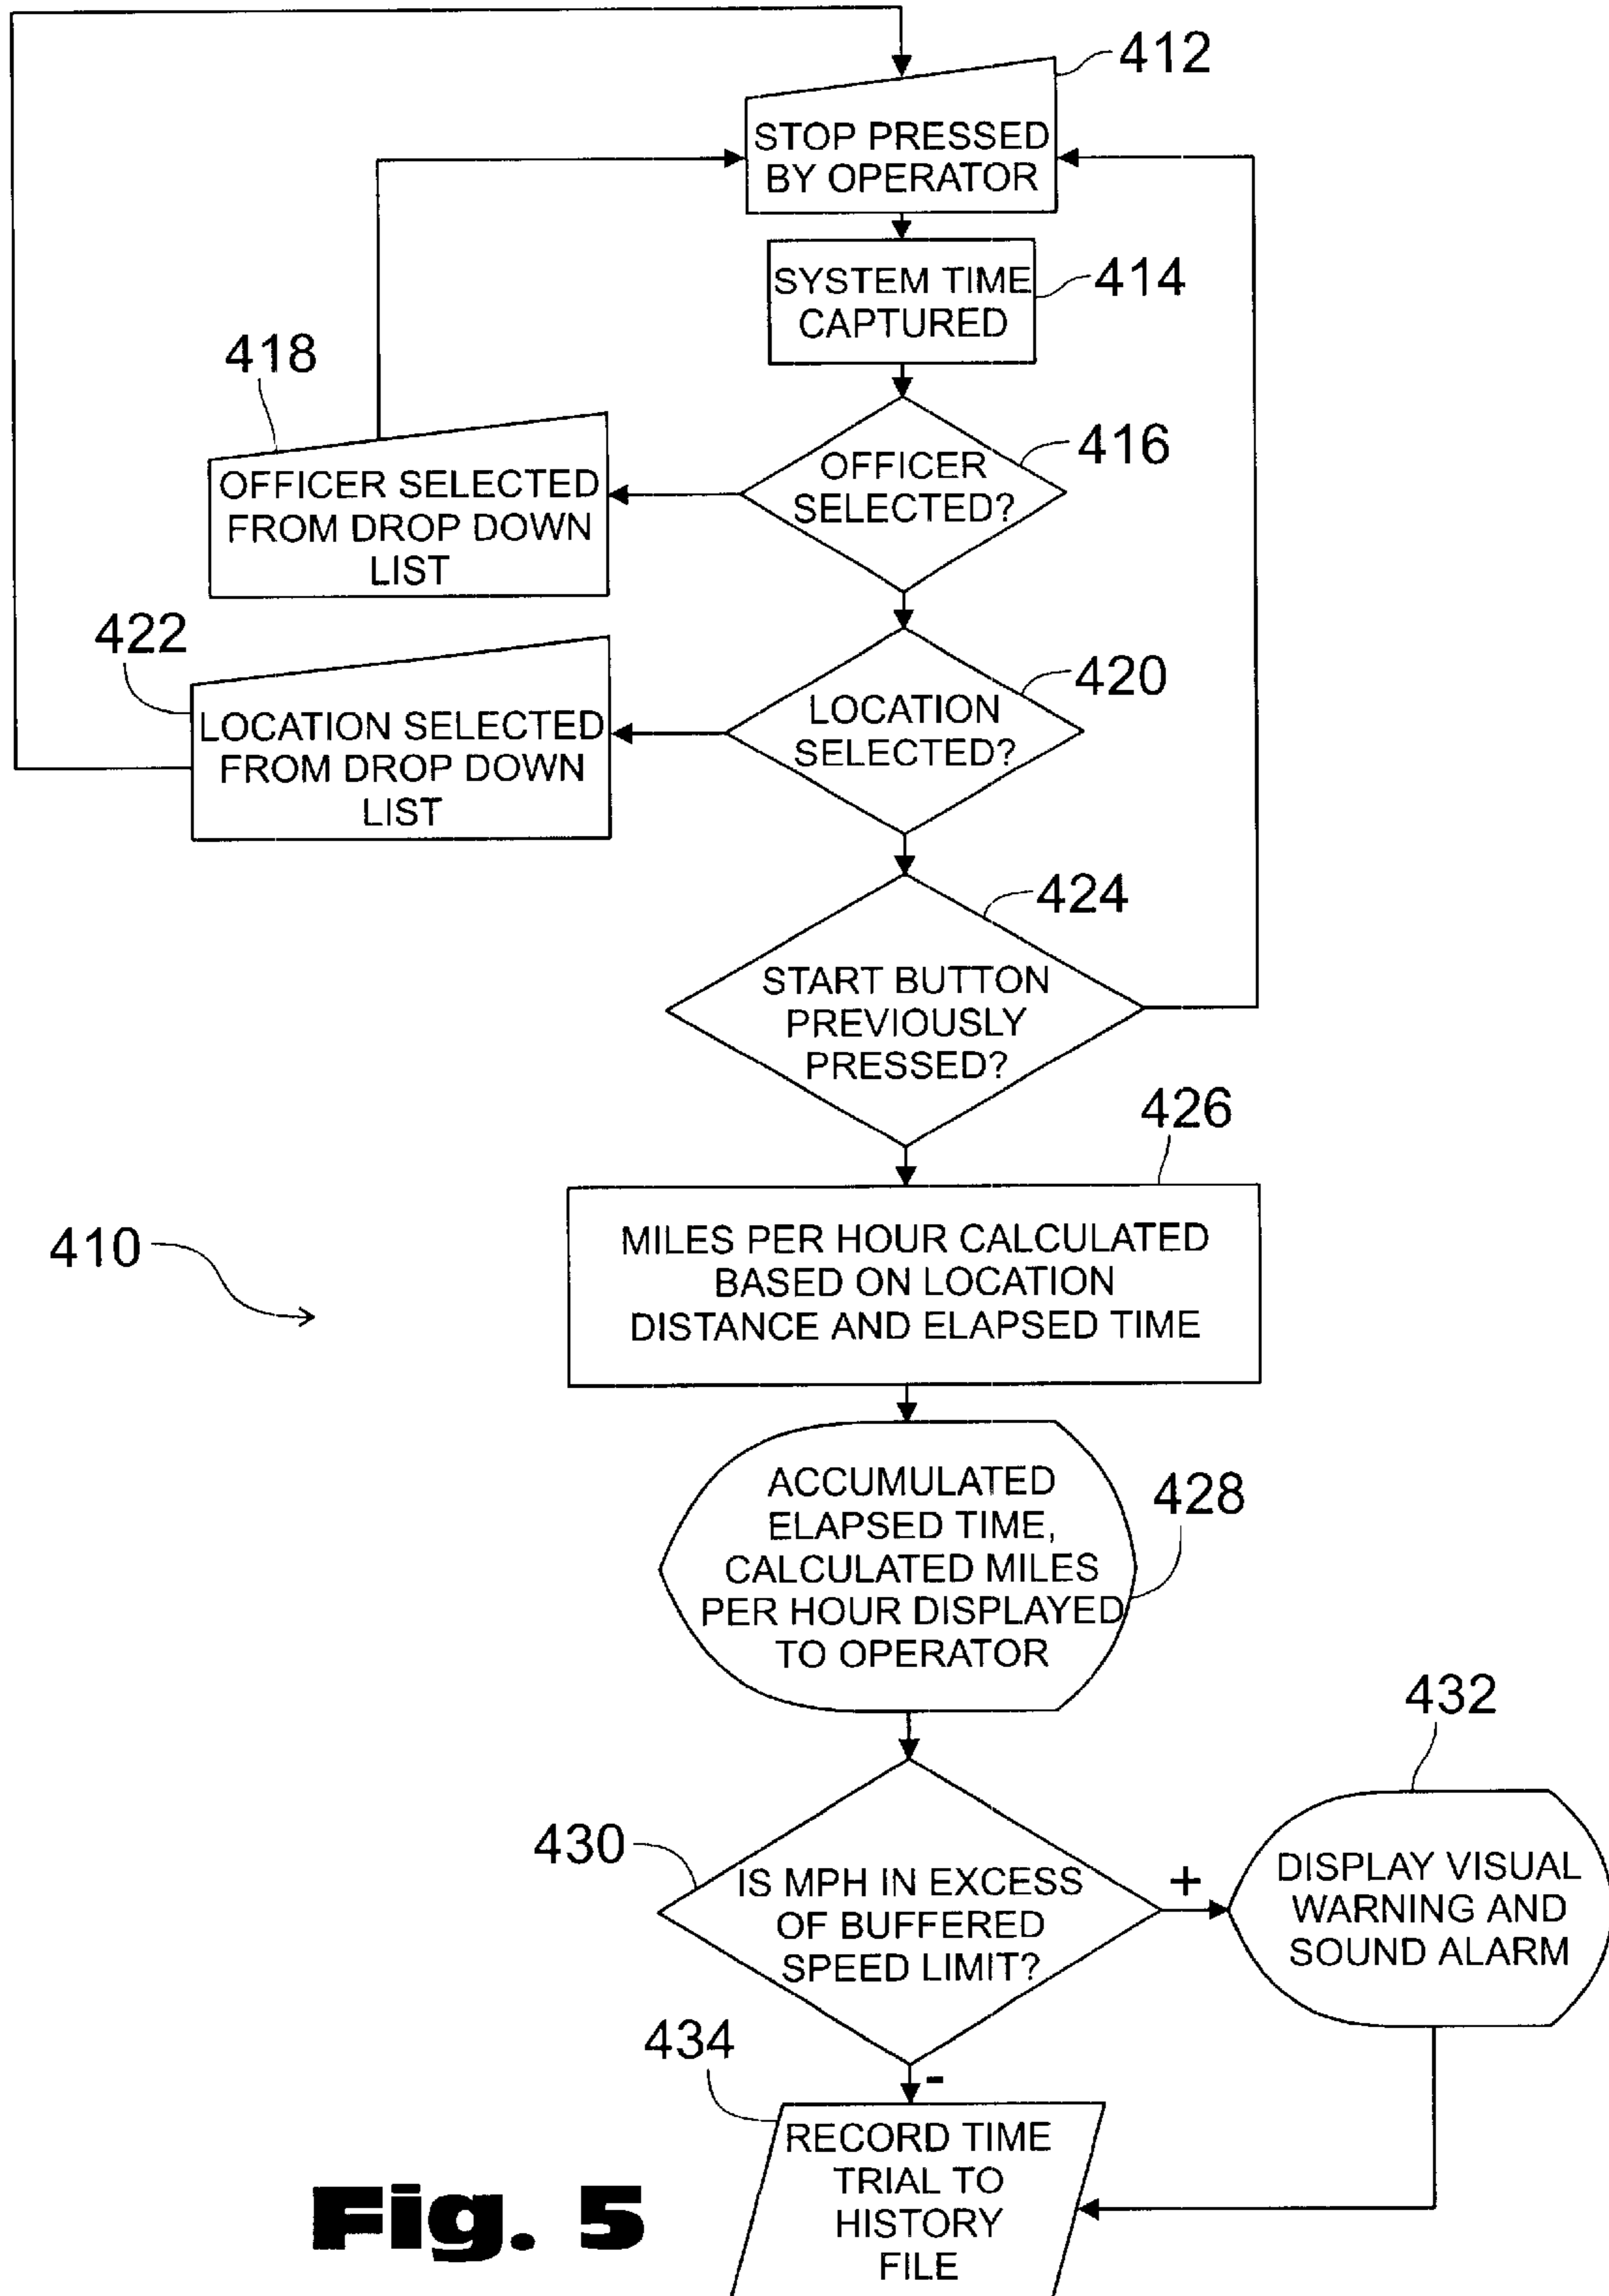 412
STOP PRESSED
BY OPERATOR
SYSTEM TIME
CAPTURED
414
418
OFFICER SELECTED
FROM DROP DOWN
LIST
OFFICER
SELECTED?
416
422
LOCATION SELECTED
FROM DROP DOWN
LIST
LOCATION
SELECTED?
420
424
START BUTTON
PREVIOUSLY
PRESSED?
426
410
MILES PER HOUR CALCULATED
BASED ON LOCATION
DISTANCE AND ELAPSED TIME
ACCUMULATED
ELAPSED TIME,
CALCULATED MILES
PER HOUR DISPLAYED
TO OPERATOR
428
432
430
IS MPH IN EXCESS
OF BUFFERED
SPEED LIMIT?
+
DISPLAY VISUAL
WARNING AND
SOUND ALARM
-
434
RECORD TIME
TRIAL TO
HISTORY
FILE
Fig. 5